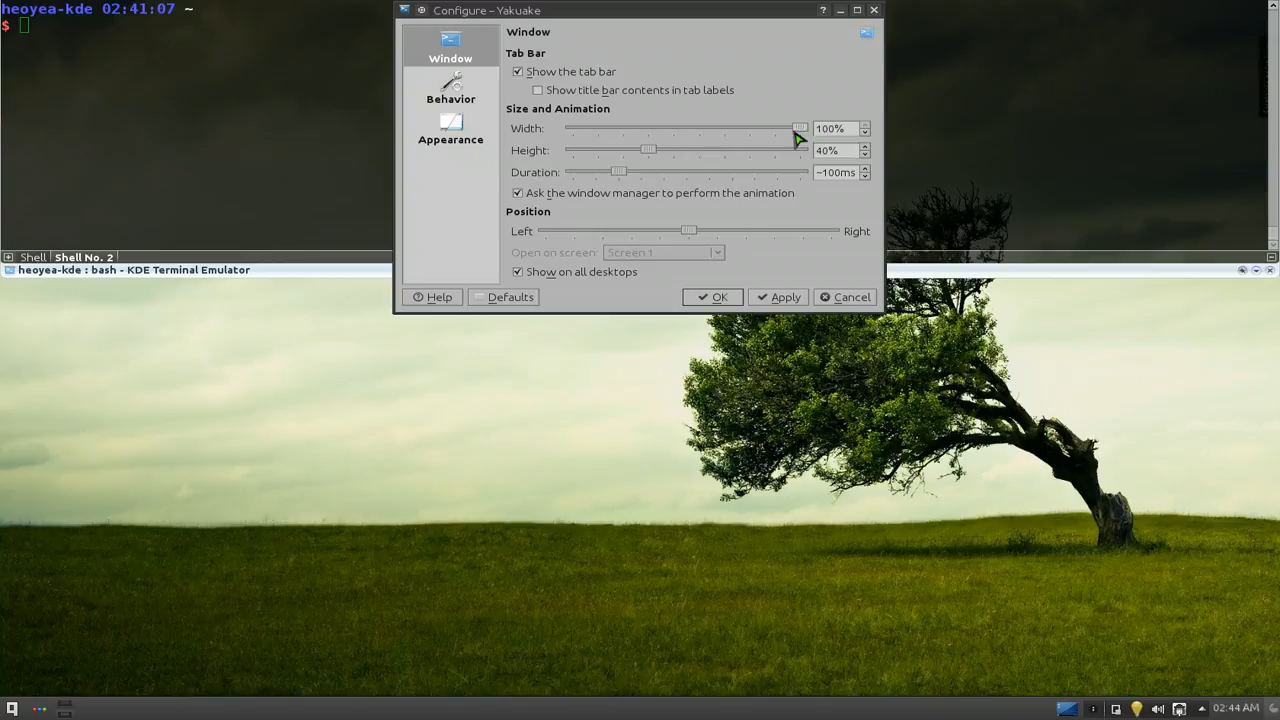 heoyea-kde 02:41:07 ~
$
Configure – Yakuake
?
Window
Behavior
Appearance
Window
Tab Bar
Show the tab bar
Show title bar contents in tab labels
Size and Animation
Width: 100%
Height: 40%
Duration: ~100ms
Ask the window manager to perform the animation
Position
Left Right
Open on screen: Screen 1
Show on all desktops
Help Defaults OK Apply Cancel
Shell Shell No. 2
heoyea-kde : bash - KDE Terminal Emulator
02:44 AM